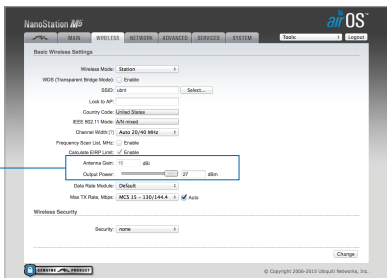 NanoStation M5
airOS™
MAIN WIRELESS NETWORK ADVANCED SERVICES SYSTEM Tools: Logout
Basic Wireless Settings
Wireless Mode: Station
WDS (Transparent Bridge Mode): Enable
SSID: ubnt Select...
Lock to AP:
Country Code: United States
IEEE 802.11 Mode: A/N mixed
Channel Width:[?] Auto 20/40 MHz
Frequency Scan List, MHz: Enable
Calculate EIRP Limit: Enable
Antenna Gain: 16 dBi
Output Power: 27 dBm
Data Rate Module: Default
Max TX Rate, Mbps: MCS 15 - 130/144.4 Auto
Wireless Security
Security: none
Change
GENUINE PRODUCT
© Copyright 2006-2015 Ubiquiti Networks, Inc.